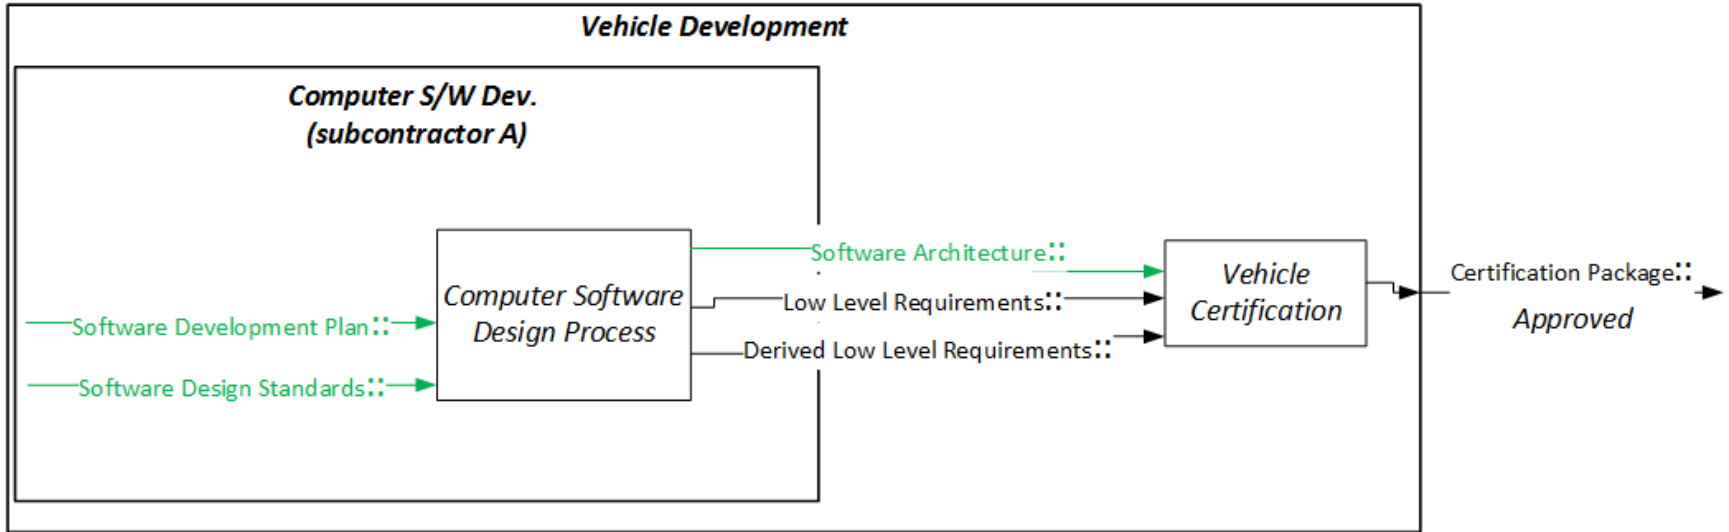 Vehicle Development
Computer S/W Dev.
(subcontractor A)
Software Development Plan::
Software Design Standards::
Computer Software
Design Process
Software Architecture::
Low Level Requirements::
Derived Low Level Requirements::
Vehicle
Certification
Certification Package::
Approved